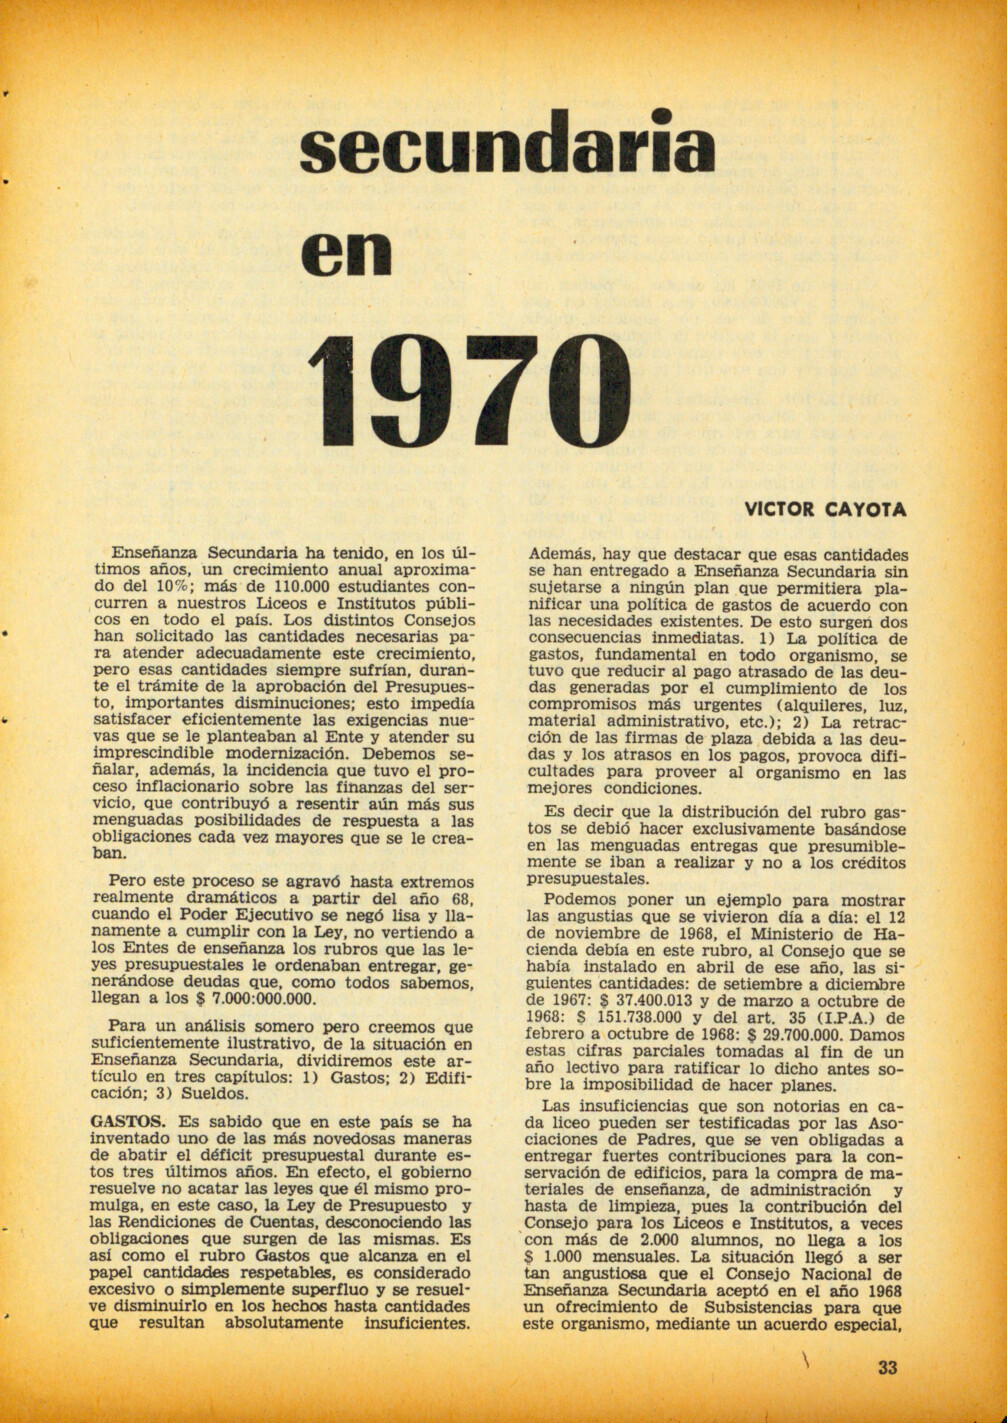 secundaria
en
1970
VICTOR CAYOTA
Enseñanza Secundaria ha tenido, en los úl-
timos años, un crecimiento anual aproxima-
do del 10%; más de 110.000 estudiantes con-
curren a nuestros Liceos e Institutos públi-
cos en todo el país. Los distintos Consejos
han solicitado las cantidades necesarias pa-
ra atender adecuadamente este crecimiento,
pero esas cantidades siempre sufrían, duran-
te el trámite de la aprobación del Presupues-
to, importantes disminuciones; esto impedía
satisfacer eficientemente las exigencias nue-
vas que se le planteaban al Ente y atender su
imprescindible modernización. Debemos se-
ñalar, además, la incidencia que tuvo el pro-
ceso inflacionario sobre las finanzas del ser-
vicio, que contribuyó a resentir aún más sus
menguadas posibilidades de respuesta a las
obligaciones cada vez mayores que se le crea-
ban.
Pero este proceso se agravó hasta extremos
realmente dramáticos a partir del año 68,
cuando el Poder Ejecutivo se negó lisa y lla-
namente a cumplir con la Ley, no vertiendo a
los Entes de enseñanza los rubros que las le-
yes presupuestales le ordenaban entregar, ge-
nerándose deudas que, como todos sabemos,
llegan a los $ 7.000:000.000.
Para un análisis somero pero creemos que
suficientemente ilustrativo, de la situación en
Enseñanza Secundaria, dividiremos este ar-
tículo en tres capítulos: 1) Gastos; 2) Edifi-
cación; 3) Sueldos.
GASTOS. Es sabido que en este país se ha
inventado uno de las más novedosas maneras
de abatir el déficit presupuestal durante es-
tos tres últimos años. En efecto, el gobierno
resuelve no acatar las leyes que él mismo pro-
mulga, en este caso, la Ley de Presupuesto y
las Rendiciones de Cuentas, desconociendo las
obligaciones que surgen de las mismas. Es
así como el rubro Gastos que alcanza en el
papel cantidades respetables, es considerado
excesivo o simplemente superfluo y se resuel-
ve disminuirlo en los hechos hasta cantidades
que resultan absolutamente insuficientes.
Además, hay que destacar que esas cantidades
se han entregado a Enseñanza Secundaria sin
sujetarse a ningún plan que permitiera pla-
nificar una política de gastos de acuerdo con
las necesidades existentes. De esto surgen dos
consecuencias inmediatas. 1) La política de
gastos, fundamental en todo organismo, se
tuvo que reducir al pago atrasado de las deu-
das generadas por el cumplimiento de los
compromisos más urgentes (alquileres, luz,
material administrativo, etc.); 2) La retrac-
ción de las firmas de plaza debida a las deu-
das y los atrasos en los pagos, provoca difi-
cultades para proveer al organismo en las
mejores condiciones.
Es decir que la distribución del rubro gas-
tos se debió hacer exclusivamente basándose
en las menguadas entregas que presumible-
mente se iban a realizar y no a los créditos
presupuestales.
Podemos poner un ejemplo para mostrar
las angustias que se vivieron día a día: el 12
de noviembre de 1968, el Ministerio de Ha-
cienda debía en este rubro, al Consejo que se
había instalado en abril de ese año, las si-
guientes cantidades: de setiembre a diciembre
de 1967: $ 37.400.013 y de marzo a octubre de
1968: $ 151.738.000 y del art. 35 (I.P.A.) de
febrero a octubre de 1968: $ 29.700.000. Damos
estas cifras parciales tomadas al fin de un
año lectivo para ratificar lo dicho antes so-
bre la imposibilidad de hacer planes.
Las insuficiencias que son notorias en ca-
da liceo pueden ser testificadas por las Aso-
ciaciones de Padres, que se ven obligadas a
entregar fuertes contribuciones para la con-
servación de edificios, para la compra de ma-
teriales de enseñanza, de administración y
hasta de limpieza, pues la contribución del
Consejo para los Liceos e Institutos, a veces
con más de 2.000 alumnos, no llega a los
$ 1.000 mensuales. La situación llegó a ser
tan angustiosa que el Consejo Nacional de
Enseñanza Secundaria aceptó en el año 1968
un ofrecimiento de Subsistencias para que
este organismo, mediante un acuerdo especial,
33